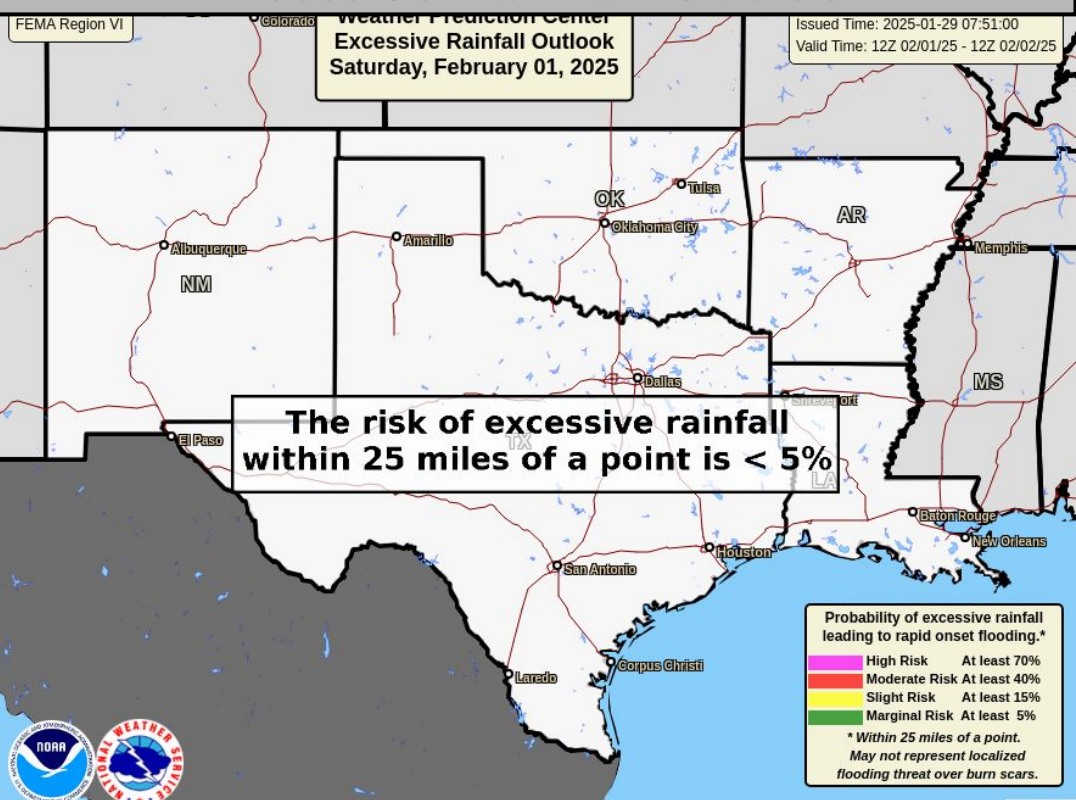 FEMA Region VI
Colorado
Weather Prediction Center
Excessive Rainfall Outlook
Saturday, February 01, 2025
Issued Time: 2025-01-29 07:51:00
Valid Time: 12Z 02/01/25 - 12Z 02/02/25
Tulsa
OK
AR
Oklahoma City
Amarillo
Albuquerque
Memphis
NM
Dallas
MS
Shreveport
The risk of excessive rainfall
El Paso
TX
within 25 miles of a point is < 5%
LA
Baton Rouge
New Orleans
Houston
San Antonio
Corpus Christi
Laredo
Probability of excessive rainfall
leading to rapid onset flooding.*
High Risk At least 70%
Moderate Risk At least 40%
Slight Risk At least 15%
Marginal Risk At least 5%
* Within 25 miles of a point.
May not represent localized
flooding threat over burn scars.
NOAA
NATIONAL WEATHER SERVICE